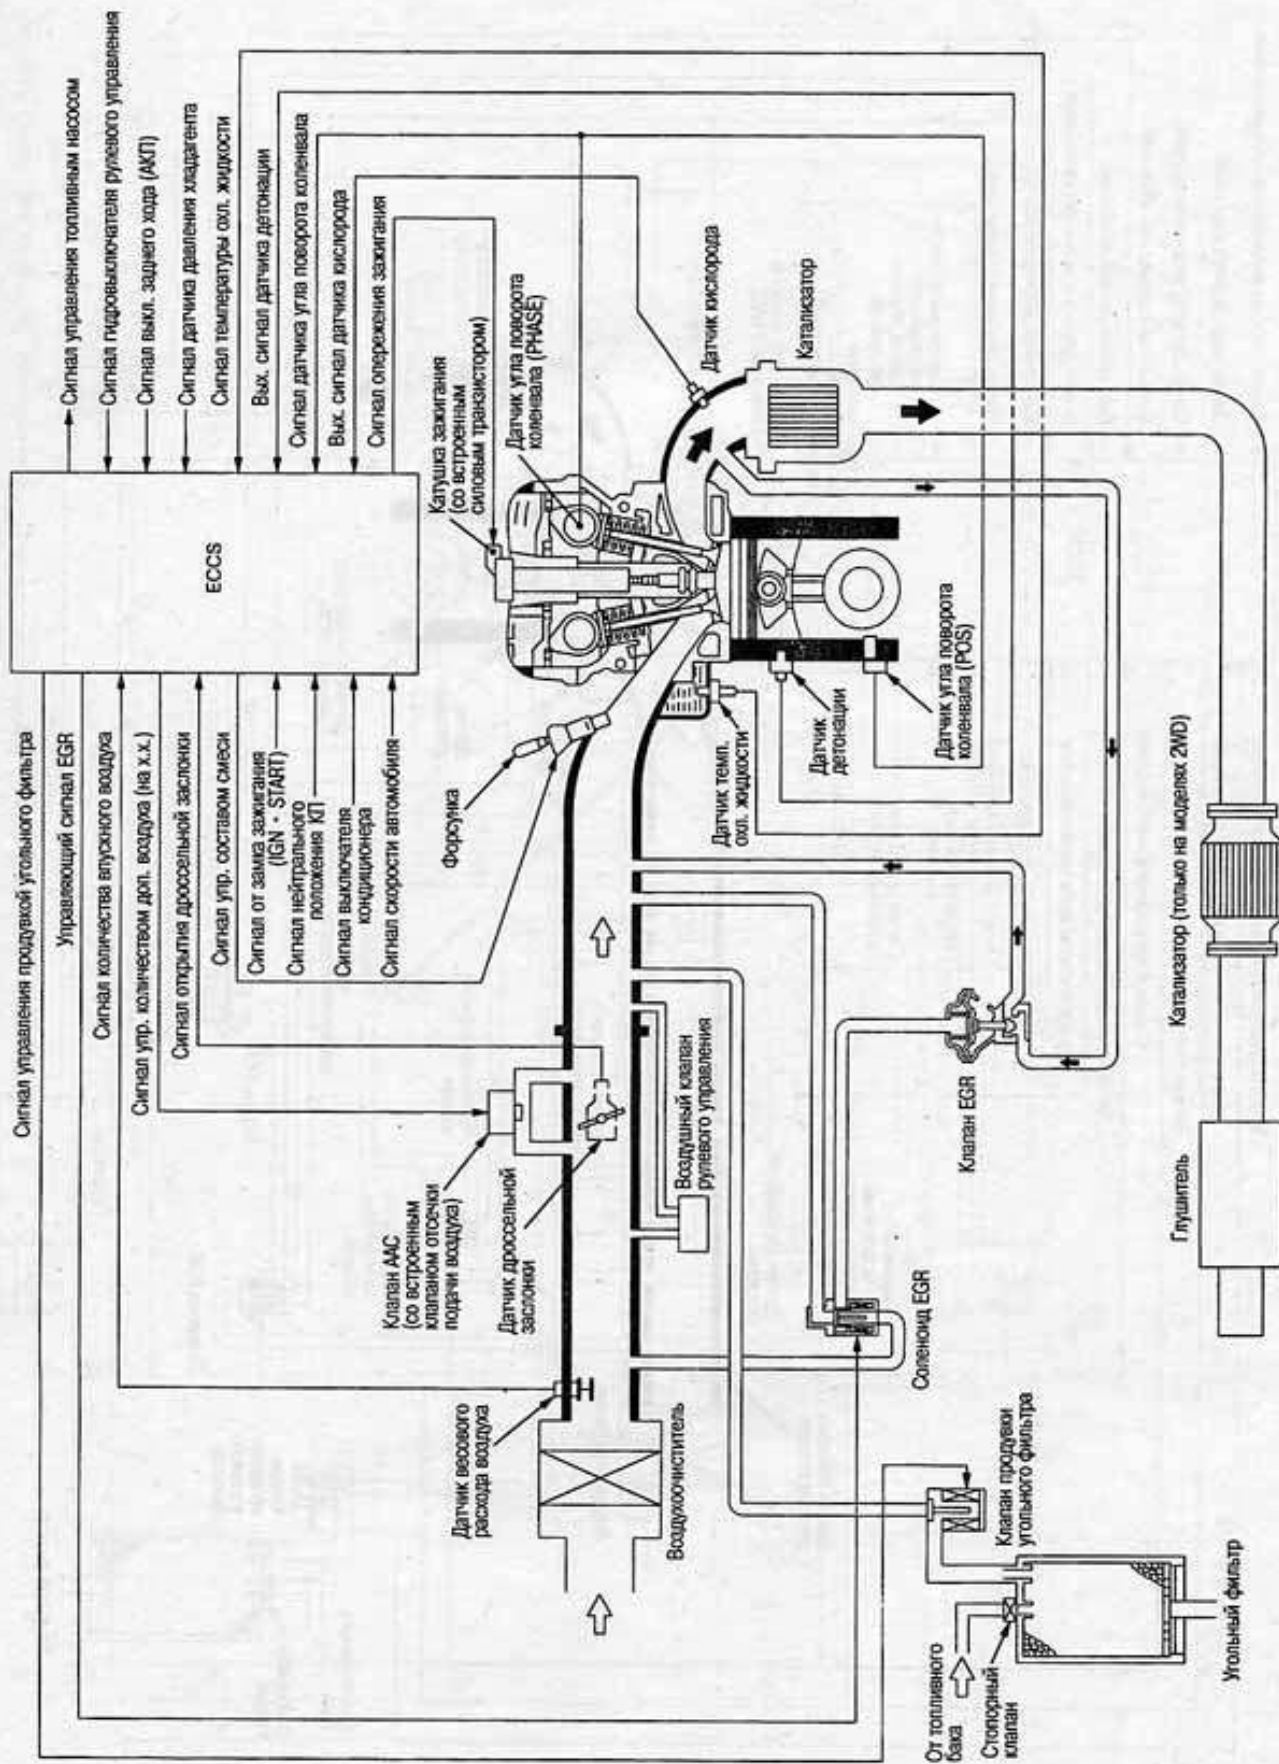 Сигнал управления топливным насосом
Сигнал гидровыключателя рулевого управления
Сигнал выкл. заднего хода (АКП)
Сигнал датчика давления хладагента
Сигнал температуры охл. жидкости
Вых. сигнал датчика детонации
Сигнал датчика угла поворота коленвала
Вых. сигнал датчика кислорода
Сигнал опережения зажигания
ECCS
Сигнал управления продувкой угольного фильтра
Управляющий сигнал EGR
Сигнал количества впускного воздуха
Сигнал упр. количеством доп. воздуха (на х.х.)
Сигнал открытия дроссельной заслонки
Сигнал упр. составом смеси
Сигнал от замка зажигания
(IGN • START)
Сигнал нейтрального
положения КП
Сигнал выключателя
кондиционера
Сигнал скорости автомобиля
Катушка зажигания
(со встроенным
силовым транзистором)
Датчик угла поворота
коленвала (PHASE)
Датчик кислорода
Катализатор
Форсунка
Датчик темп.
охл. жидкости
Датчик
детонации
Датчик угла поворота
коленвала (POS)
Клапан AAC
(со встроенным
клапаном отсечки
подачи воздуха)
Датчик дроссельной
заслонки
Воздушный клапан
рулевого управления
Датчик весового
расхода воздуха
Воздухоочиститель
Соленоид EGR
Клапан EGR
Катализатор (только на моделях 2WD)
Глушитель
Клапан продувки
угольного фильтра
От топливного
бака
Стопорный
клапан
Угольный фильтр